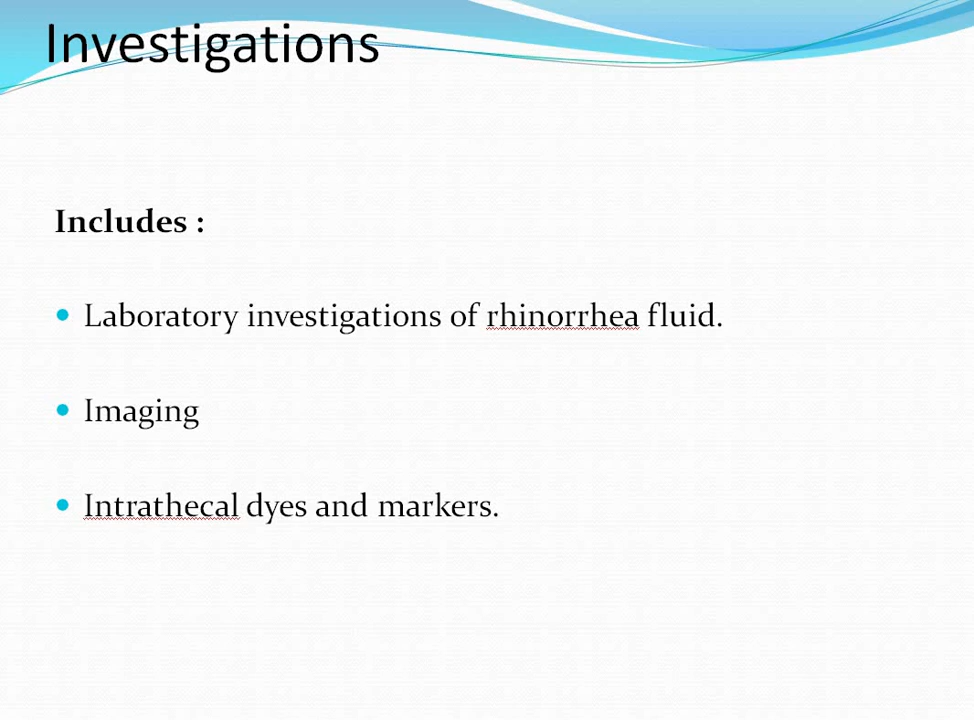 Investigations
Includes :
• Laboratory investigations of rhinorrhea fluid.
• Imaging
• Intrathecal dyes and markers.